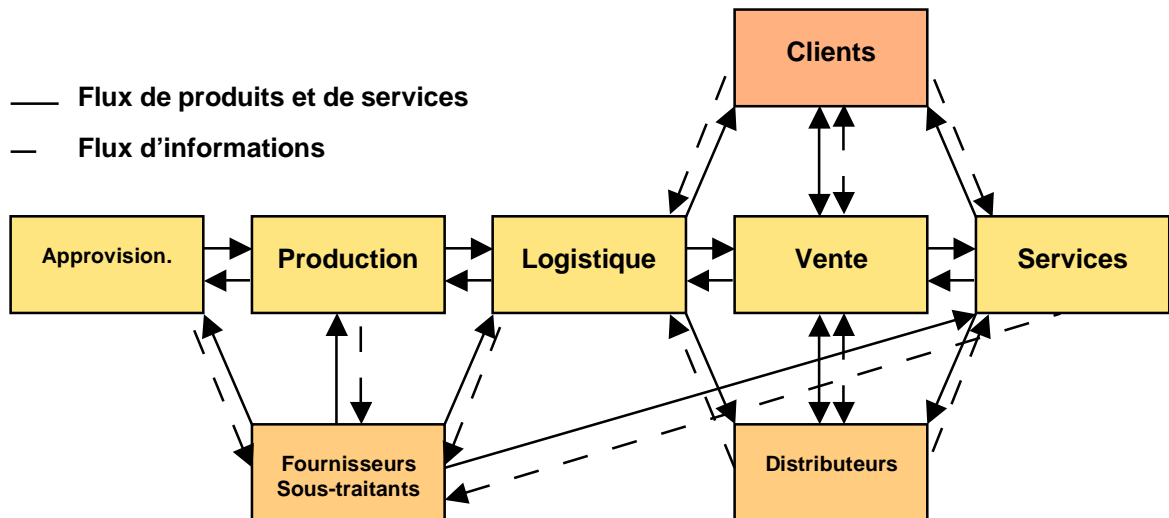 Clients
Flux de produits et de services
Flux d’informations
Approvision.
Production
Logistique
Vente
Services
Fournisseurs
Sous-traitants
Distributeurs